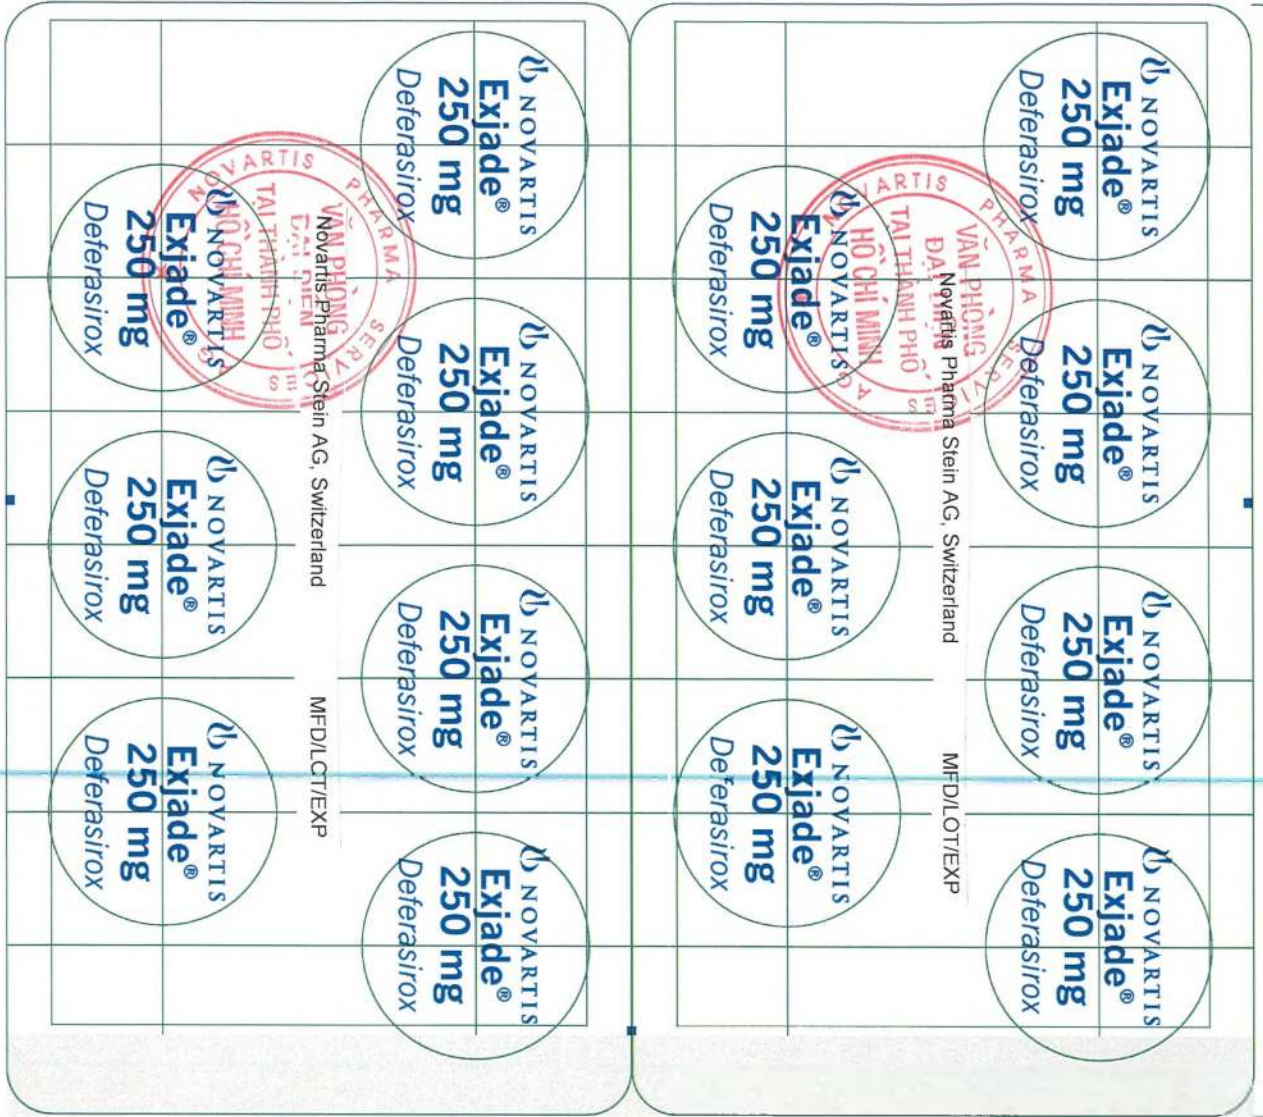 NOVARTIS
Exjade®
250 mg
Deferasirox
NOVARTIS
Exjade®
250 mg
Deferasirox
NOVARTIS
Exjade®
250 mg
Deferasirox
NOVARTIS
Exjade®
250 mg
Deferasirox
NOVARTIS PHARMA SERVICES AG
VĂN PHÒNG
ĐẠI DIỆN
TẠI THÀNH PHỐ
HỒ CHÍ MINH
Novartis Pharma Stein AG, Switzerland MFD/LOT/EXP
NOVARTIS
Exjade®
250 mg
Deferasirox
NOVARTIS
Exjade®
250 mg
Deferasirox
NOVARTIS
Exjade®
250 mg
Deferasirox
NOVARTIS
Exjade®
250 mg
Deferasirox
NOVARTIS
Exjade®
250 mg
Deferasirox
NOVARTIS
Exjade®
250 mg
Deferasirox
NOVARTIS
Exjade®
250 mg
Deferasirox
NOVARTIS PHARMA SERVICES AG
VĂN PHÒNG
ĐẠI DIỆN
TẠI THÀNH PHỐ
HỒ CHÍ MINH
Novartis Pharma Stein AG, Switzerland MFD/LOT/EXP
NOVARTIS
Exjade®
250 mg
Deferasirox
NOVARTIS
Exjade®
250 mg
Deferasirox
NOVARTIS
Exjade®
250 mg
Deferasirox